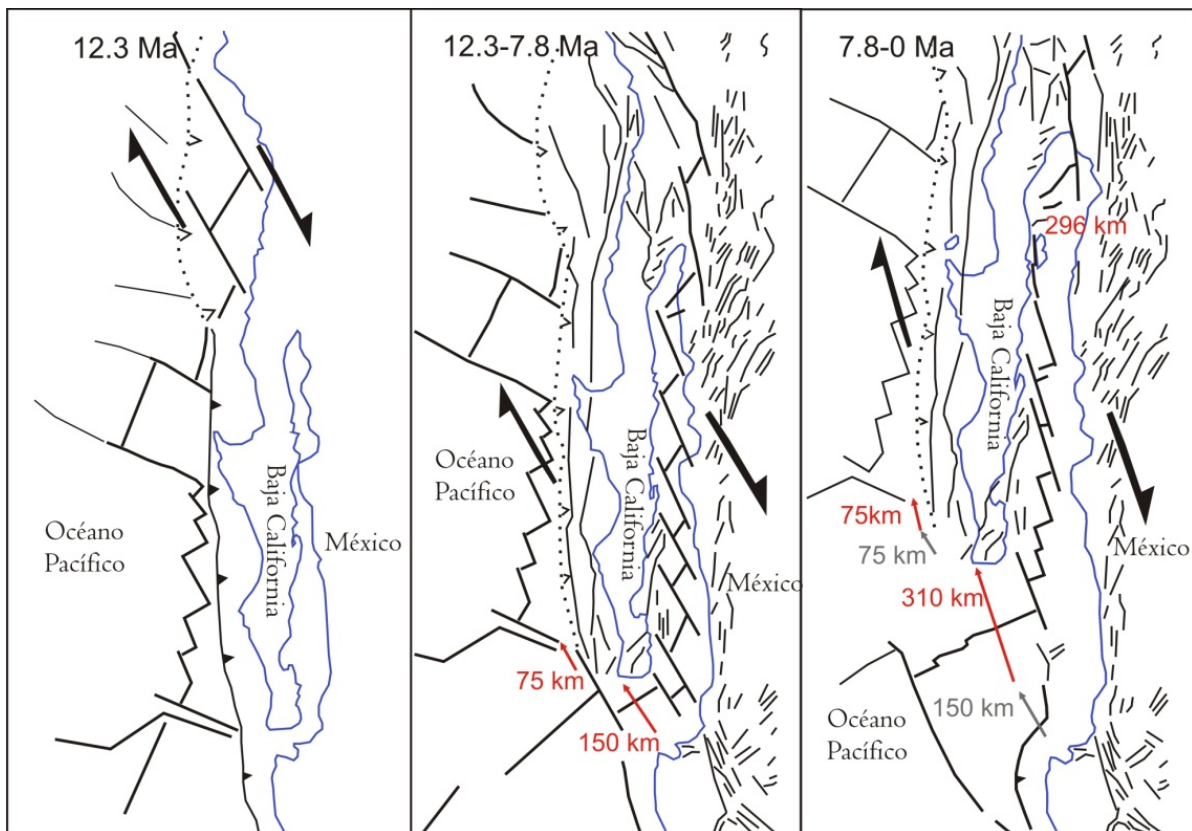 12.3 Ma
Océano
Pacífico
Baja California
México
12.3-7.8 Ma
Océano
Pacífico
Baja California
México
75 km
150 km
7.8-0 Ma
296 km
Baja California
75km
75 km
México
310 km
150 km
Océano
Pacífico